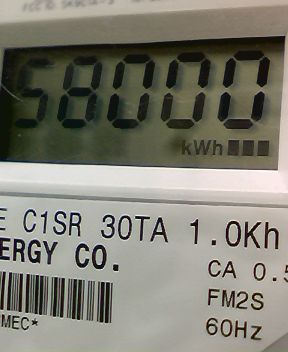 58000
kWh
E C1SR 30TA 1.0Kh
ERGY CO.
CA 0.5
FM2S
MEC*
60Hz